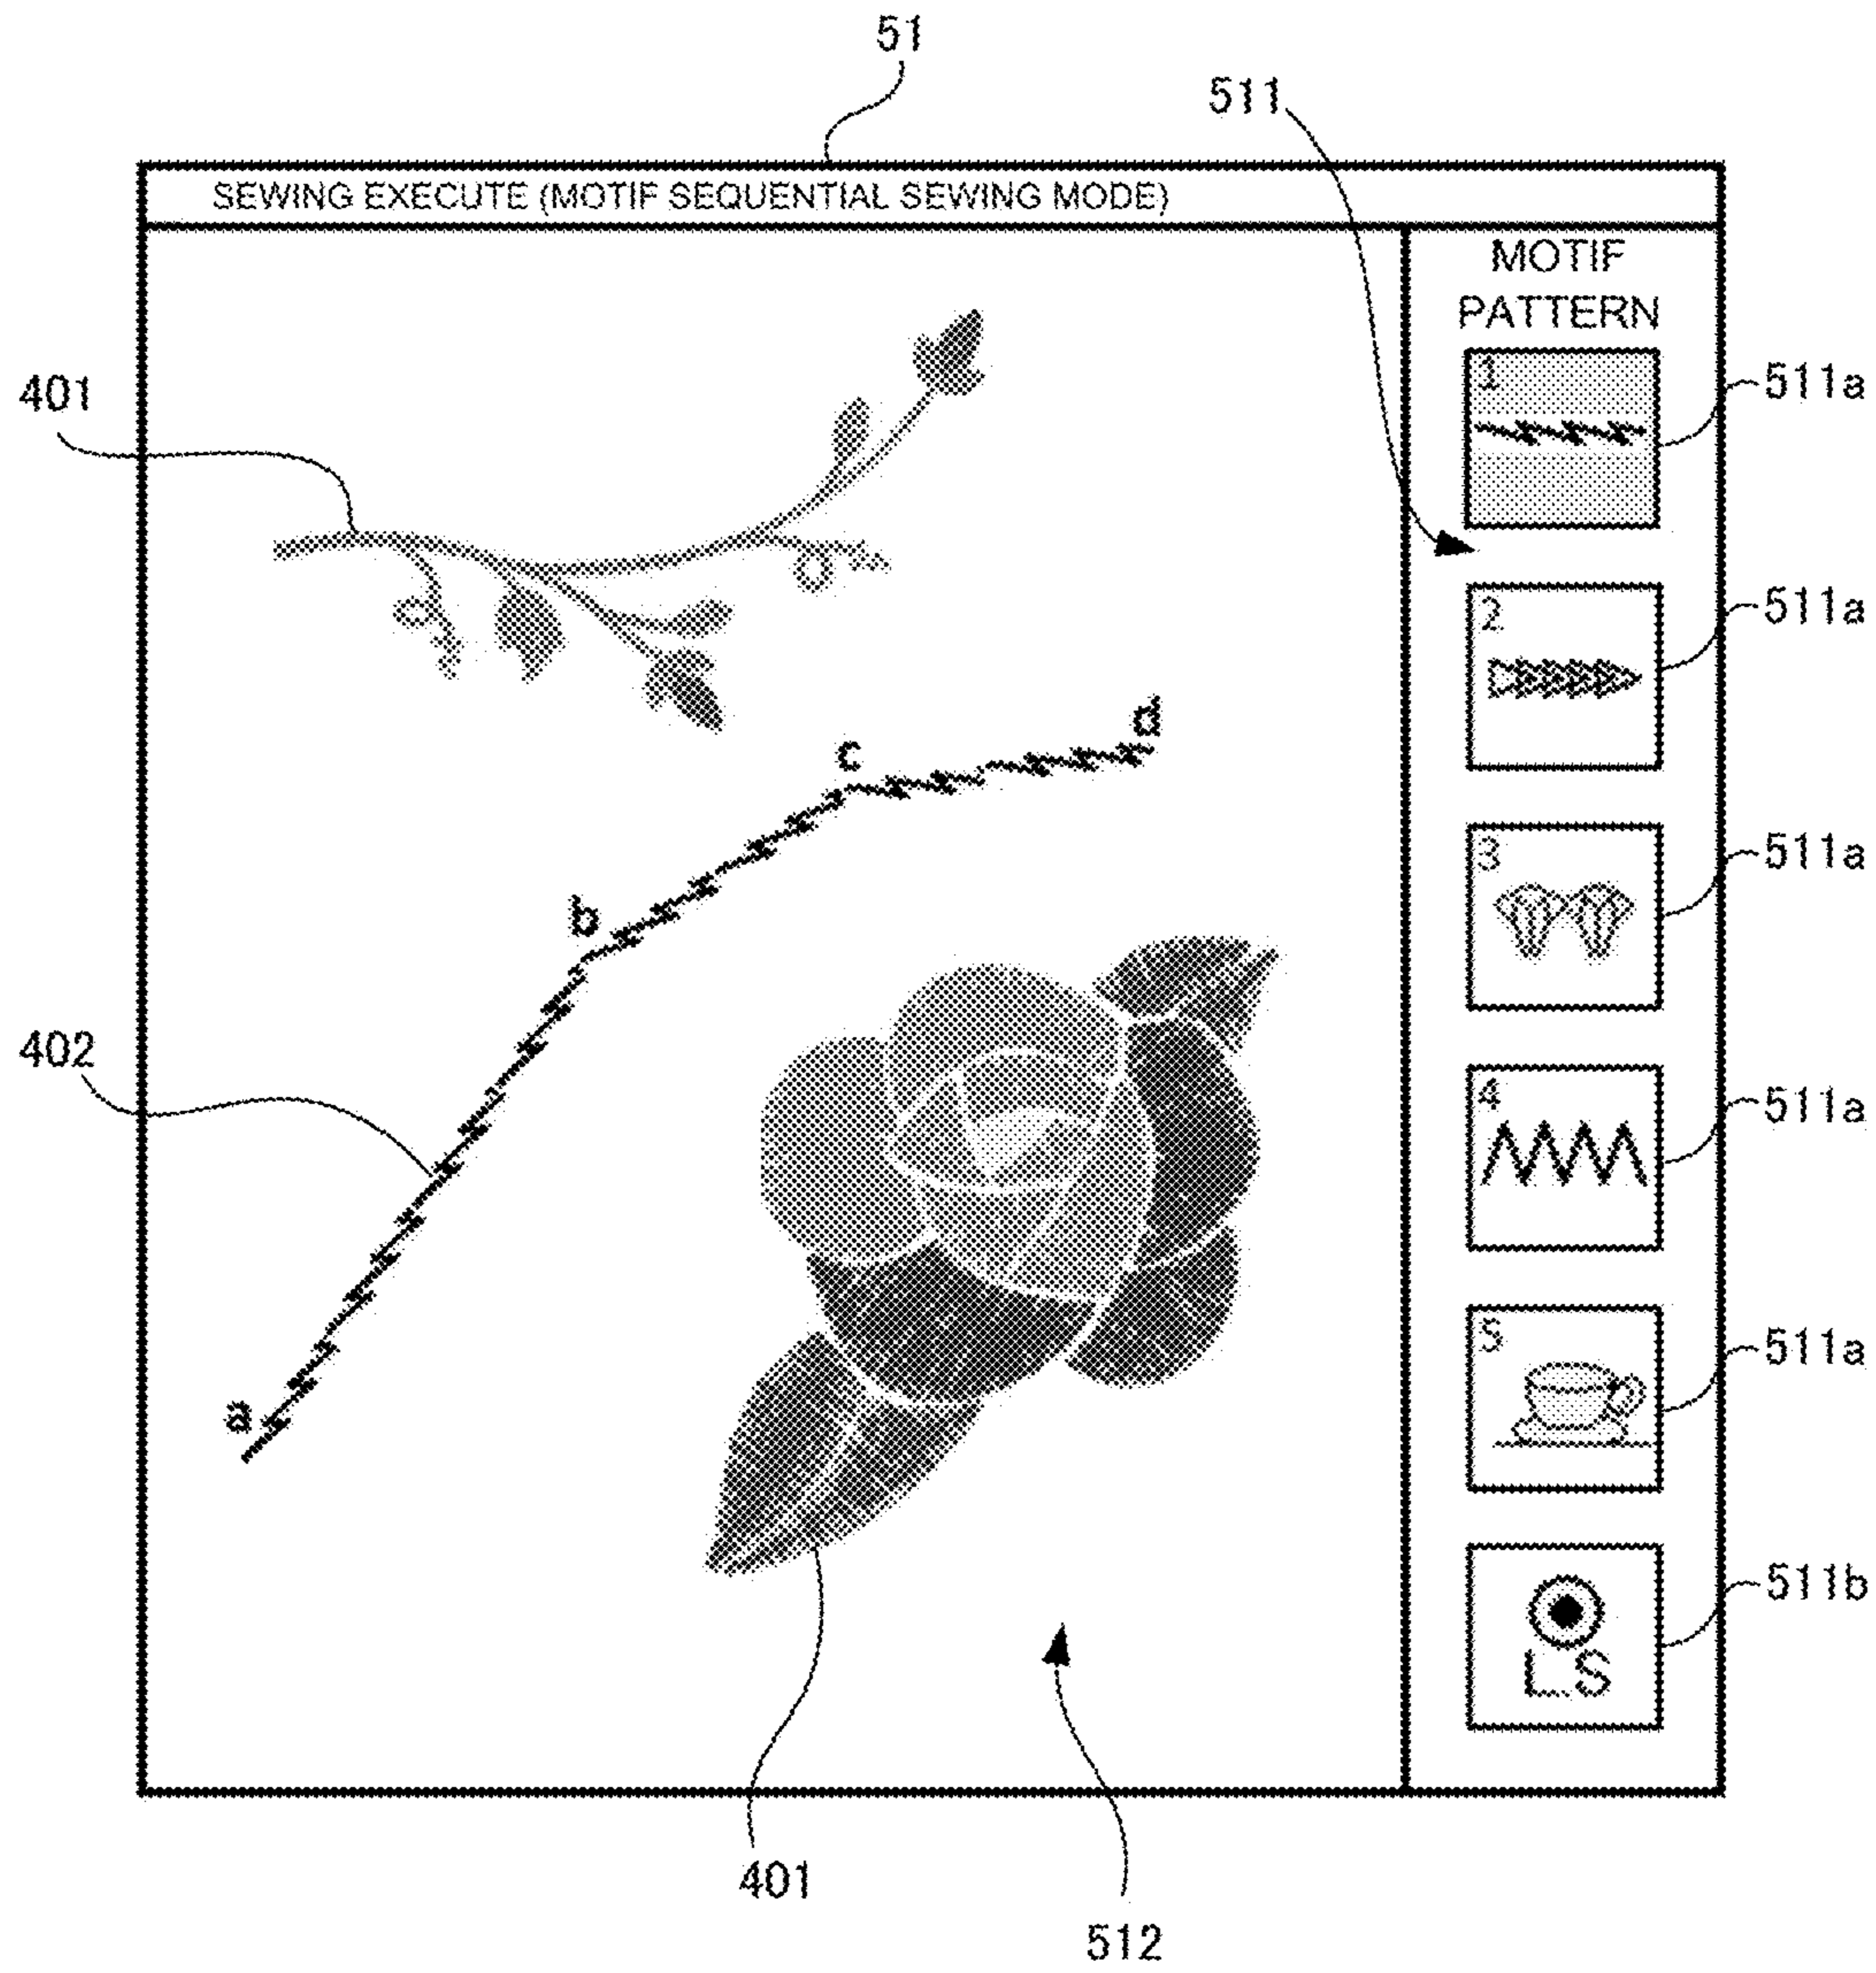 51
511
SEWING EXECUTE (MOTIF SEQUENTIAL SEWING MODE)
MOTIF
PATTERN
401
1
511a
2
511a
d
c
3
511a
b
402
4
511a
5
511a
a
511b
LS
401
512